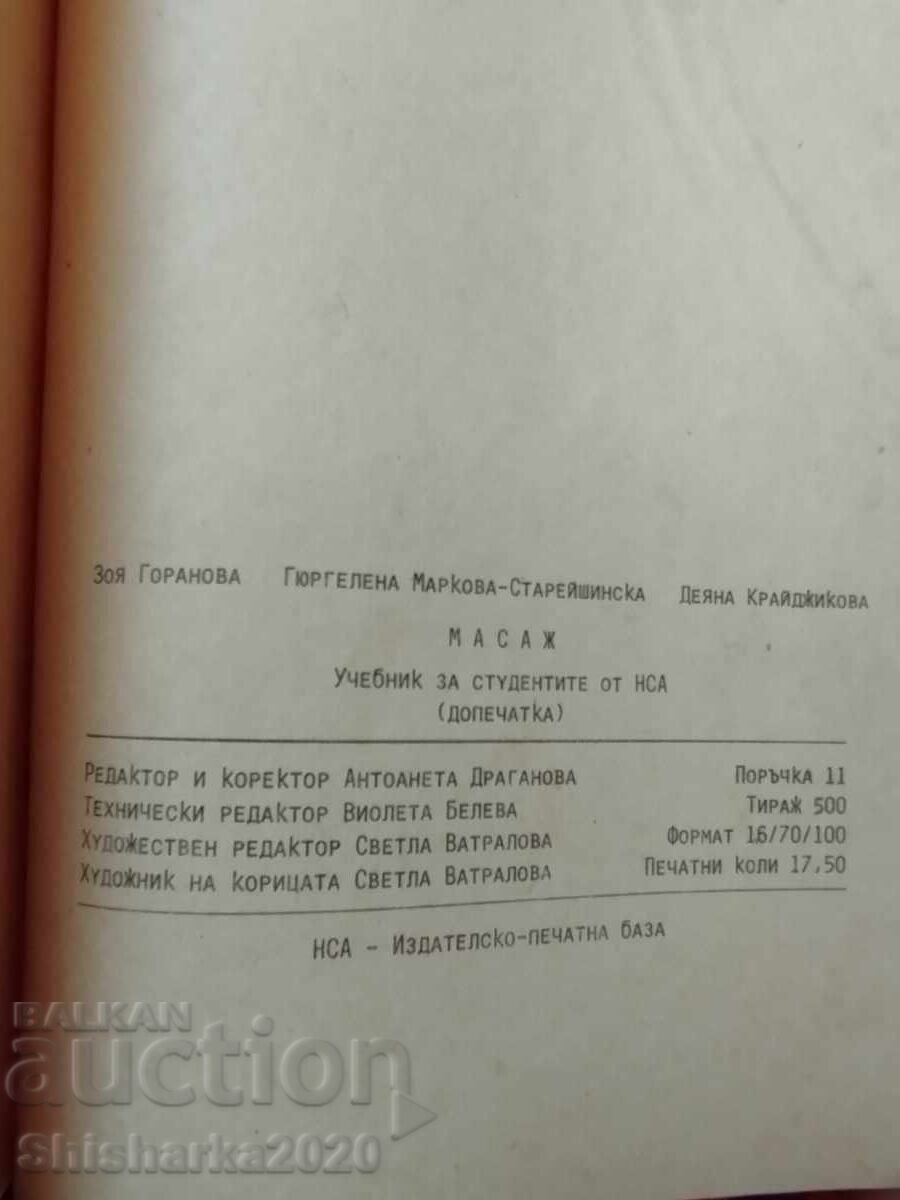 Зоя Горанова Гюргелена Маркова-Старейшинска Деяна Крайджикова
МАСАЖ
Учебник за студентите от НСА
(допечатка)
Редактор и коректор Антоанета Драганова Поръчка 11
Технически редактор Виолета Белева Тираж 500
Художествен редактор Светла Ватралова Формат 16/70/100
Художник на корицата Светла Ватралова Печатни коли 17,50
НСА - Издателско-печатна база
BALKAN
auction
Shisharka2020